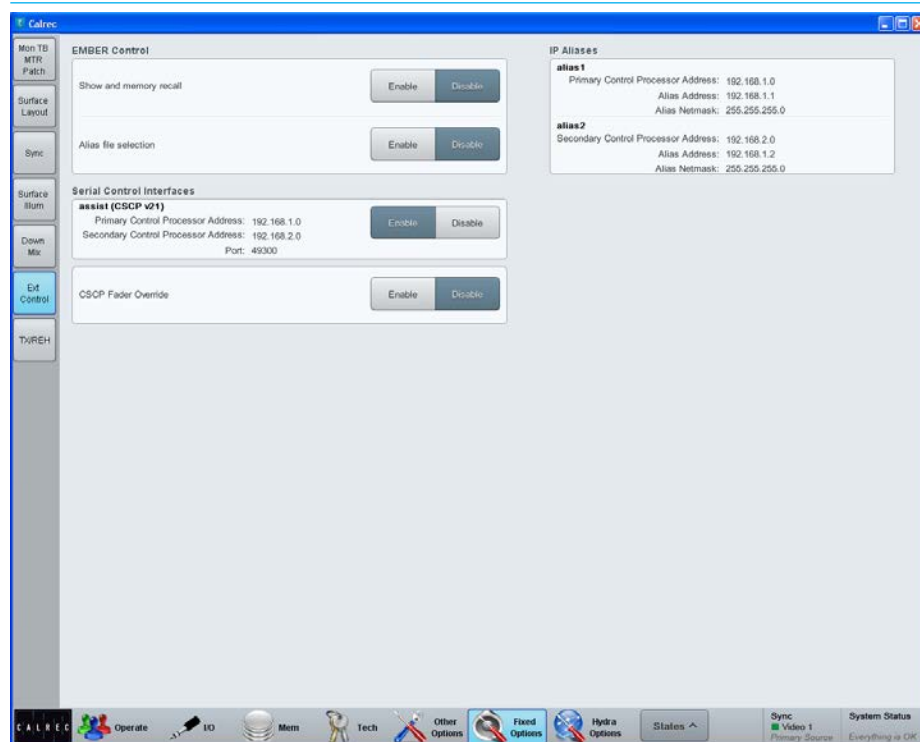 Calrec
Mon TB
MTR
Patch
Surface
Layout
Sync
Surface
Illum
Down
Mix
Ext
Control
TX/REH
EMBER Control
Show and memory recall
Enable
Disable
Alias file selection
Enable
Disable
Serial Control Interfaces
assist (CSCP v21)
Primary Control Processor Address: 192.168.1.0
Secondary Control Processor Address: 192.168.2.0
Port: 49300
Enable
Disable
CSCP Fader Override
Enable
Disable
IP Aliases
alias1
Primary Control Processor Address: 192.168.1.0
Alias Address: 192.168.1.1
Alias Netmask: 255.255.255.0
alias2
Secondary Control Processor Address: 192.168.2.0
Alias Address: 192.168.1.2
Alias Netmask: 255.255.255.0
CALREC
Operate
I/O
Mem
Tech
Other
Options
Fixed
Options
Hydra
Options
States
Sync
Video 1
Primary Source
System Status
Everything is OK